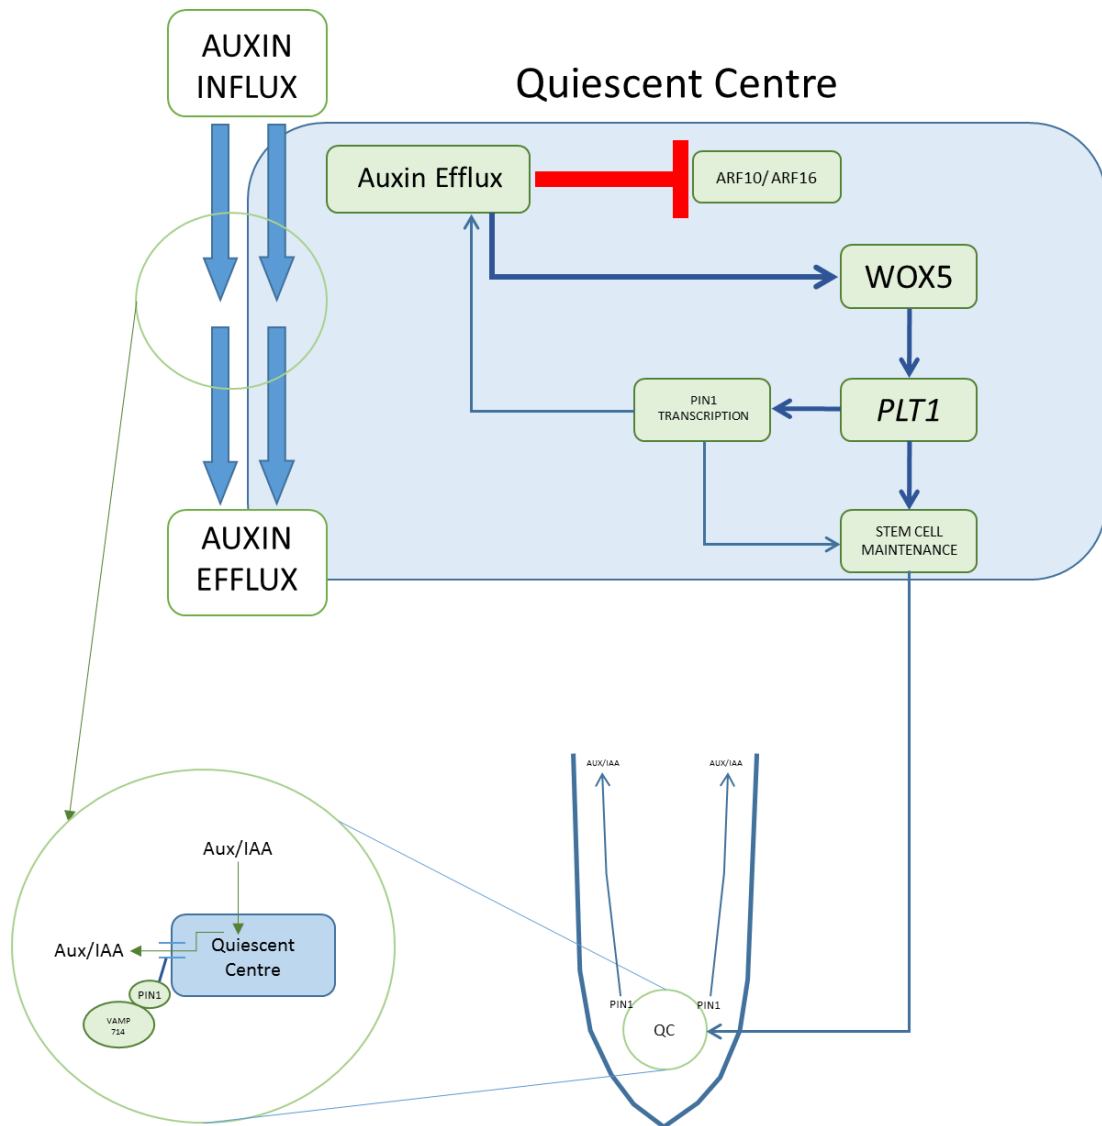 AUXIN
INFLUX
Quiescent Centre
Auxin Efflux
ARF10/ ARF16
WOX5
PIN1
TRANSCRIPTION
PLT1
AUXIN
EFFLUX
STEM CELL
MAINTENANCE
AUX/IAA
AUX/IAA
Aux/IAA
Aux/IAA
Quiescent
Centre
PIN1
VAMP
714
PIN1
PIN1
QC